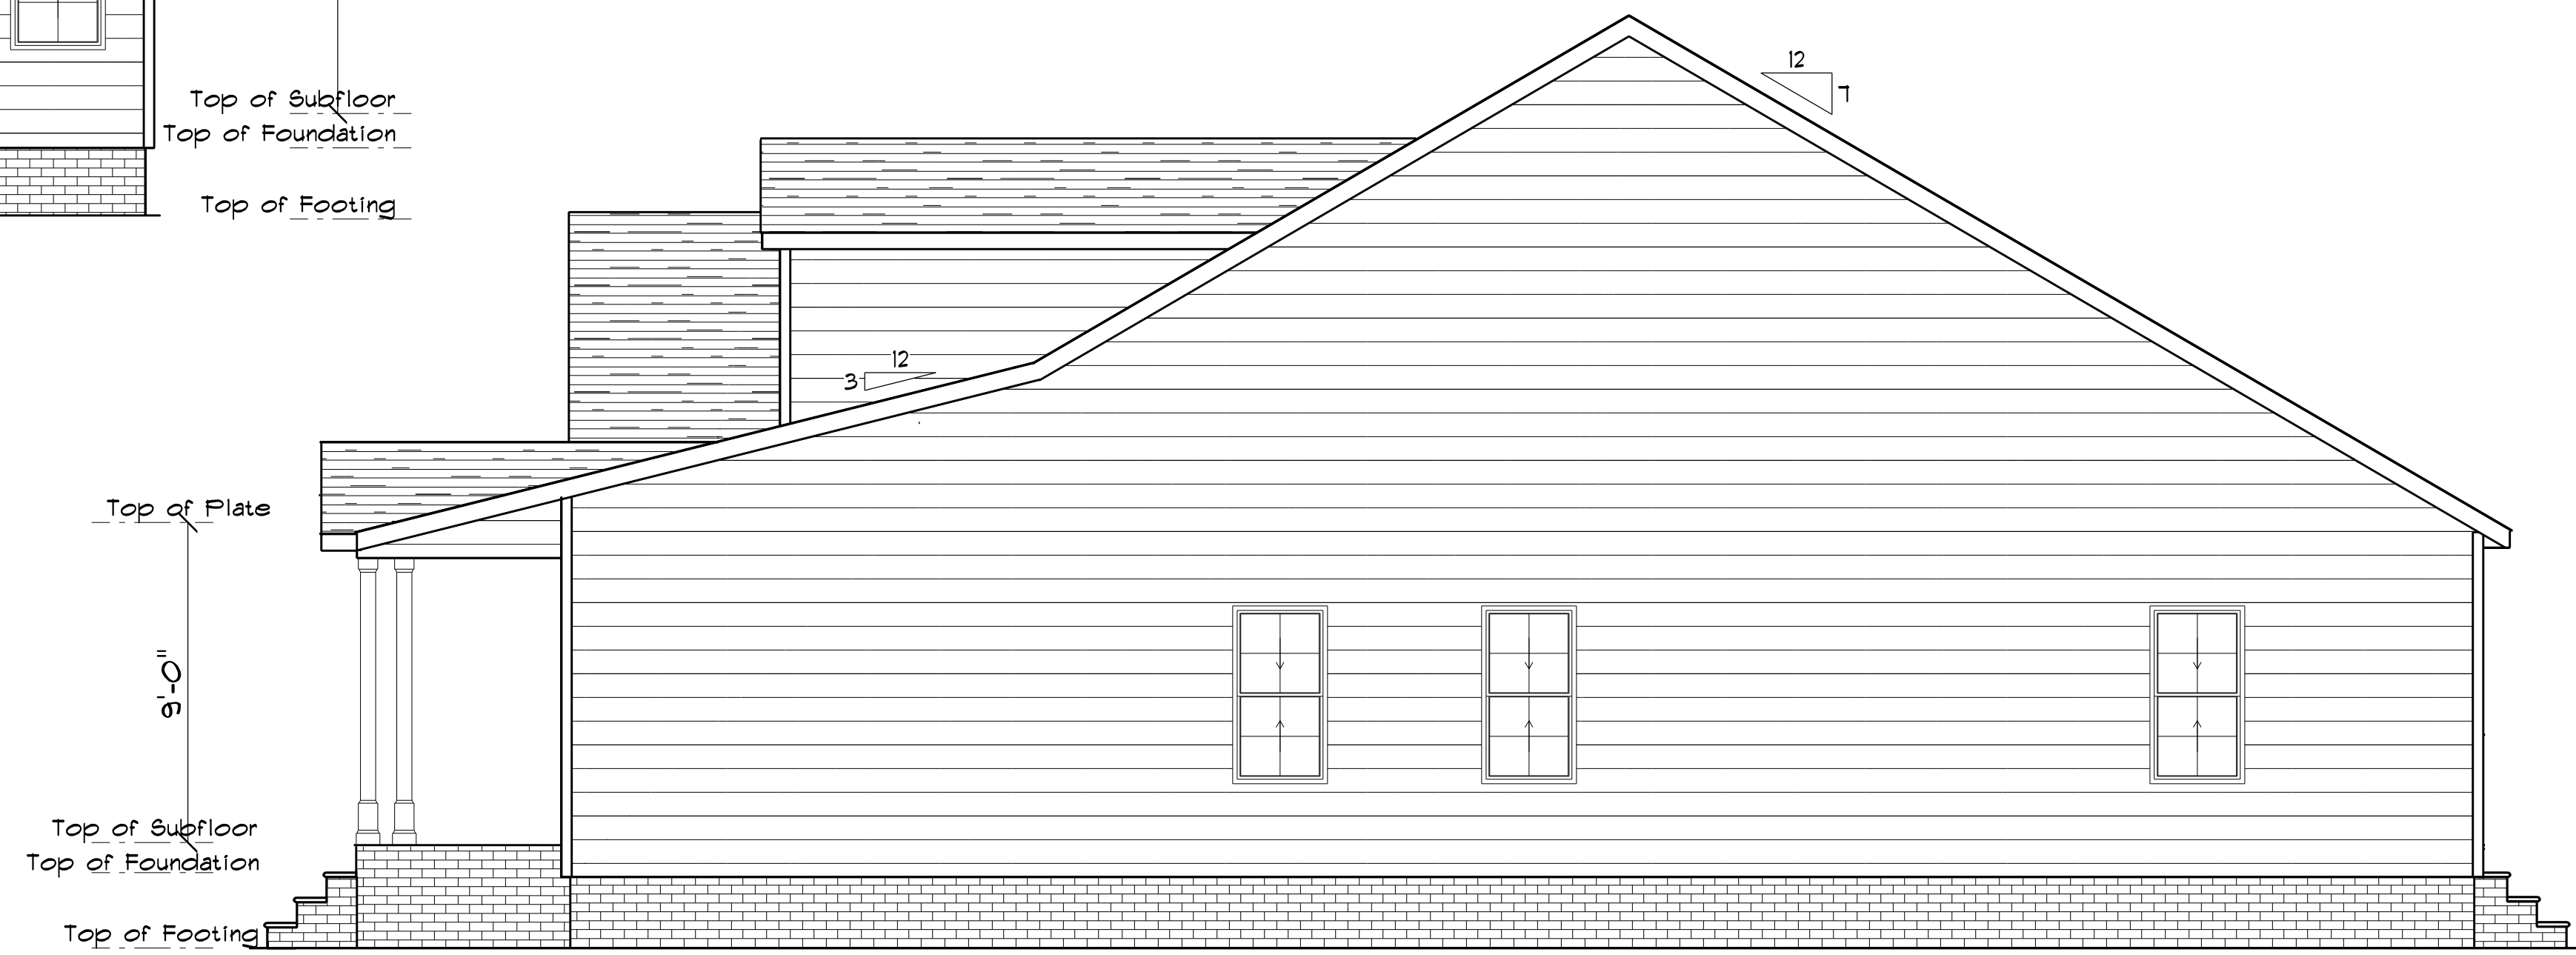 12
7
Top of Subfloor
Top of Foundation
Top of Footing
12
3
Top of Plate
9'-0"
Top of Subfloor
Top of Foundation
Top of Footing